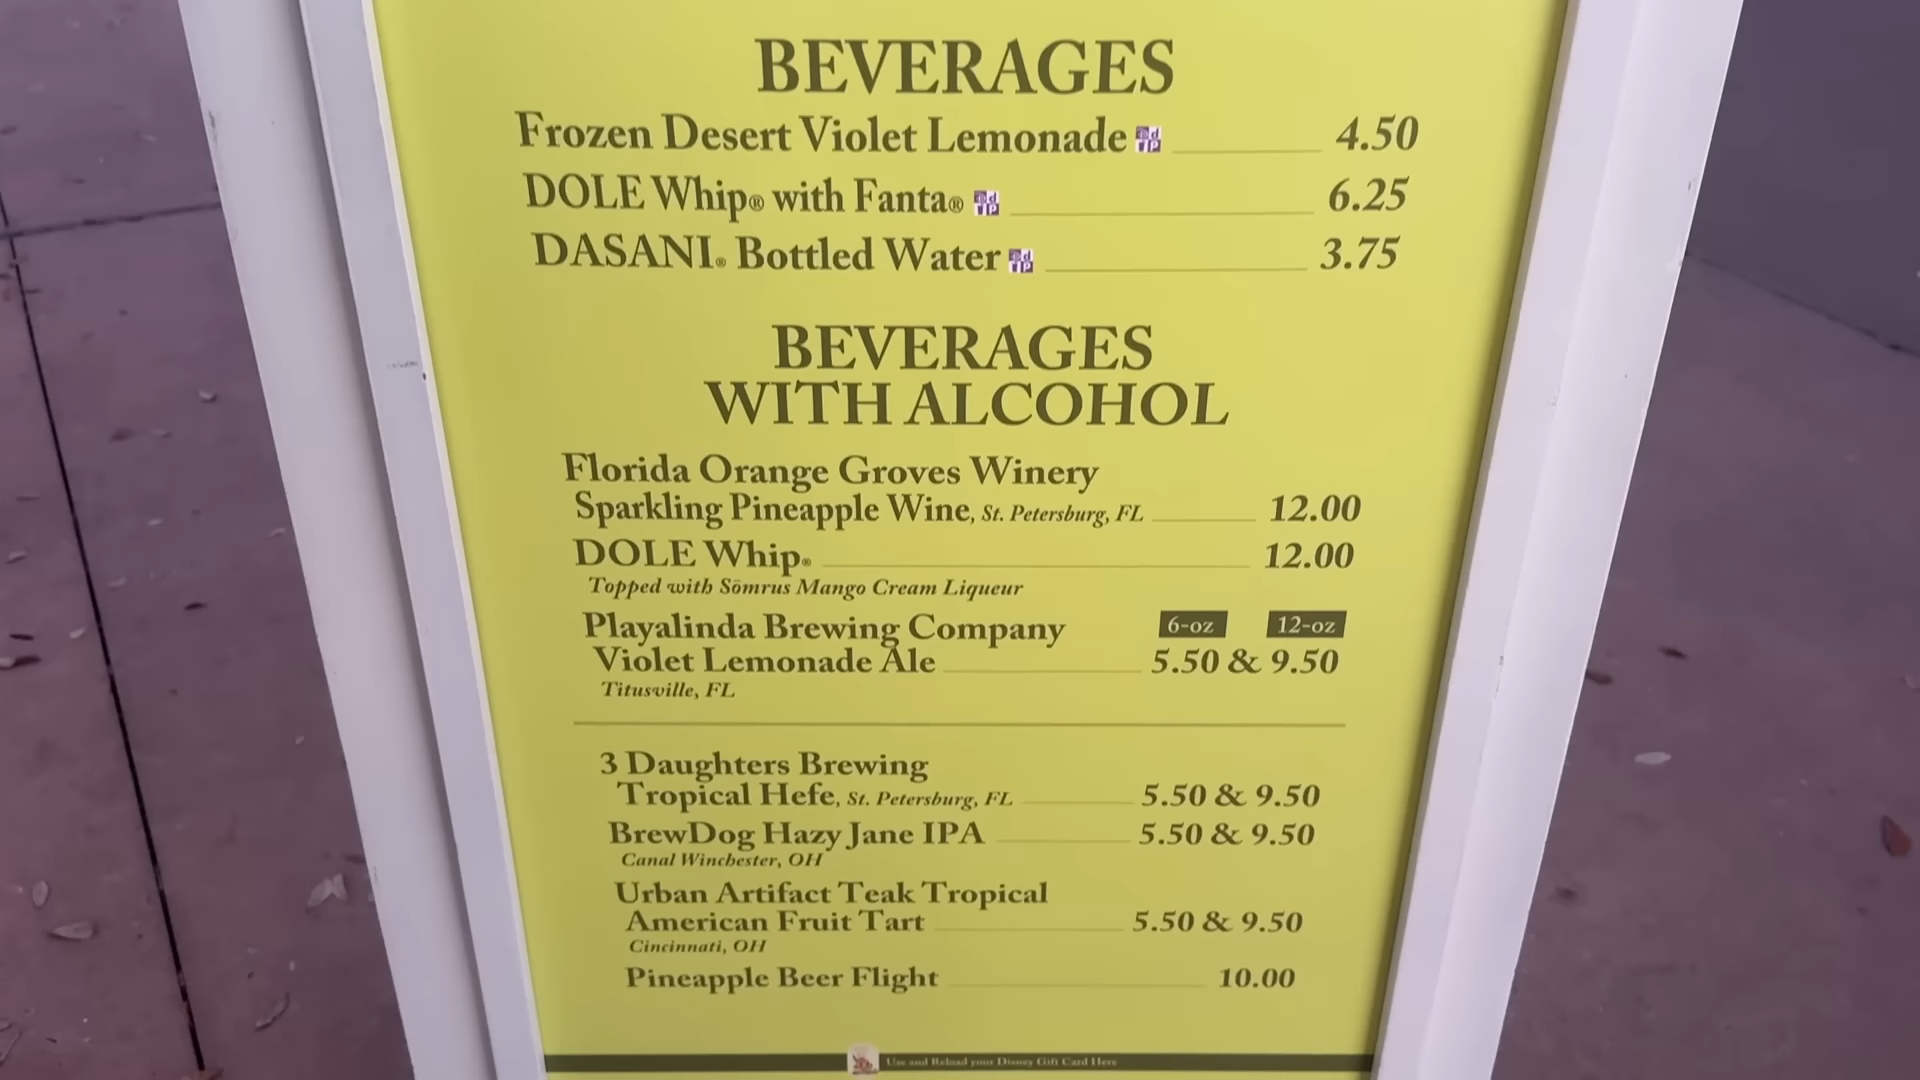 BEVERAGES
Frozen Desert Violet Lemonade 4.50
DOLE Whip® with Fanta® 6.25
DASANI® Bottled Water 3.75
BEVERAGES
WITH ALCOHOL
Florida Orange Groves Winery
Sparkling Pineapple Wine, St. Petersburg, FL 12.00
DOLE Whip® 12.00
Topped with Sōmrus Mango Cream Liqueur
Playalinda Brewing Company 6-oz 12-oz
Violet Lemonade Ale 5.50 & 9.50
Titusville, FL
3 Daughters Brewing
Tropical Hefe, St. Petersburg, FL 5.50 & 9.50
BrewDog Hazy Jane IPA 5.50 & 9.50
Canal Winchester, OH
Urban Artifact Teak Tropical
American Fruit Tart 5.50 & 9.50
Cincinnati, OH
Pineapple Beer Flight 10.00
Use and Reload your Disney Gift Card Here